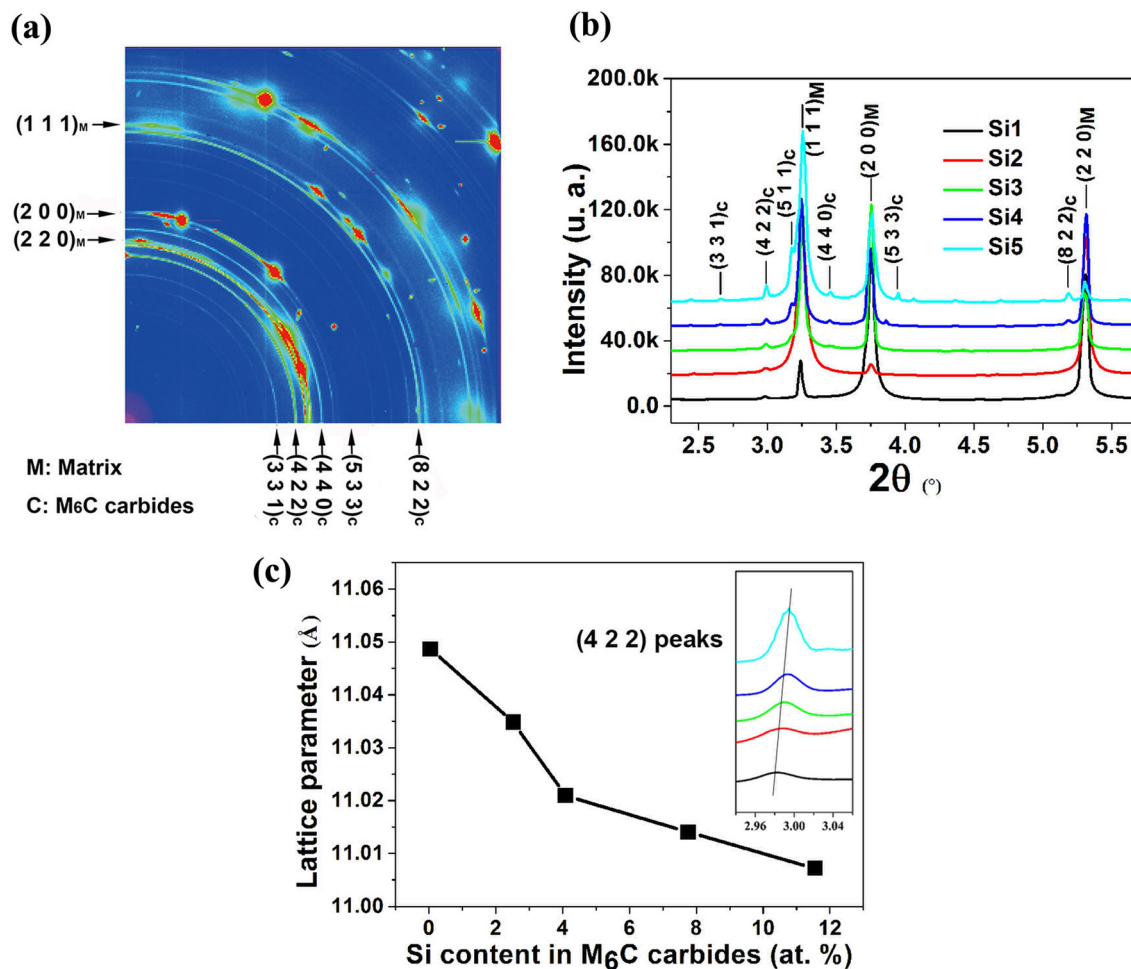 (a)
(1 1 1)M
(2 0 0)M
(2 2 0)M
(3 3 1)C
(4 2 2)C
(4 4 0)C
(5 3 3)C
(8 2 2)C
M: Matrix
C: M6C carbides
(b)
200.0k
160.0k
120.0k
80.0k
40.0k
0.0
Intensity (u. a.)
(3 3 1)C
(4 2 2)C
(5 1 1)C
(1 1 1)M
(4 4 0)C
(2 0 0)M
(5 3 3)C
(8 2 2)C
(2 2 0)M
Si1
Si2
Si3
Si4
Si5
2.5 3.0 3.5 4.0 4.5 5.0 5.5
2θ (°)
(c)
11.06
11.05
11.04
11.03
11.02
11.01
11.00
Lattice parameter (Å)
(4 2 2) peaks
2.96 3.00 3.04
0 2 4 6 8 10 12
Si content in M6C carbides (at. %)